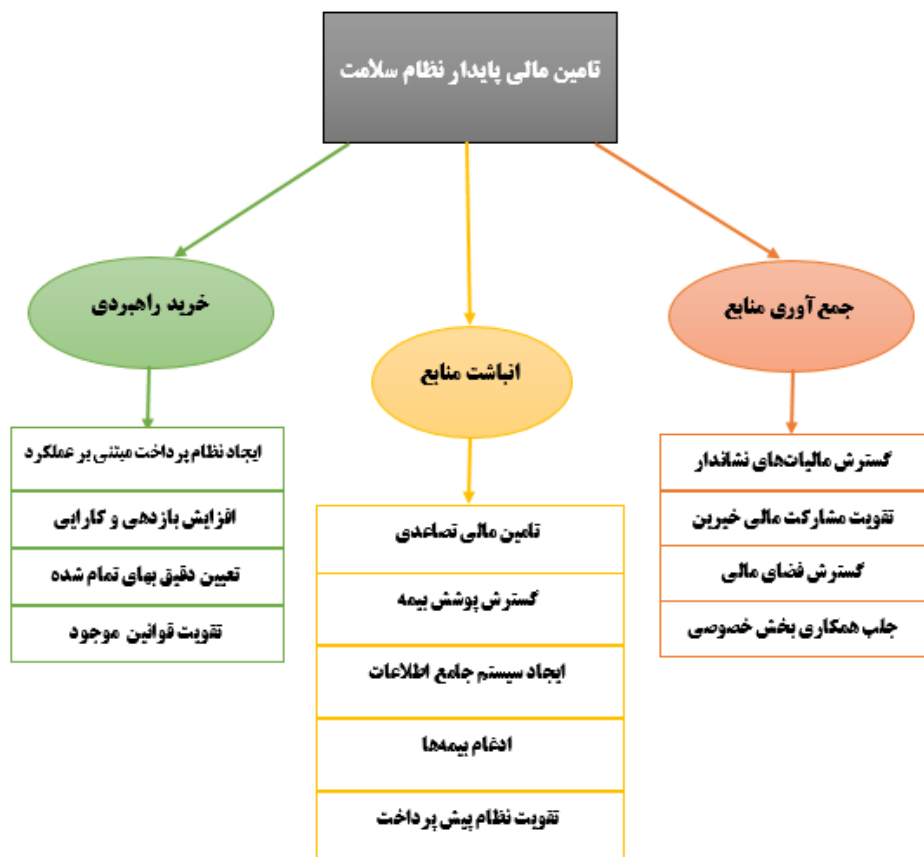 تامین مالی پایدار نظام سلامت
جمع آوری منابع
گسترش مالیات‌های نشاندار
تقویت مشارکت مالی خیرین
گسترش فضای مالی
جلب همکاری بخش خصوصی
انباشت منابع
تامین مالی تصاعدی
گسترش پوشش بیمه
ایجاد سیستم جامع اطلاعات
ادغام بیمه‌ها
تقویت نظام پیش پرداخت
خرید راهبردی
ایجاد نظام پرداخت مبتنی بر عملکرد
افزایش بازدهی و کارایی
تعیین دقیق بهای تمام شده
تقویت قوانین موجود